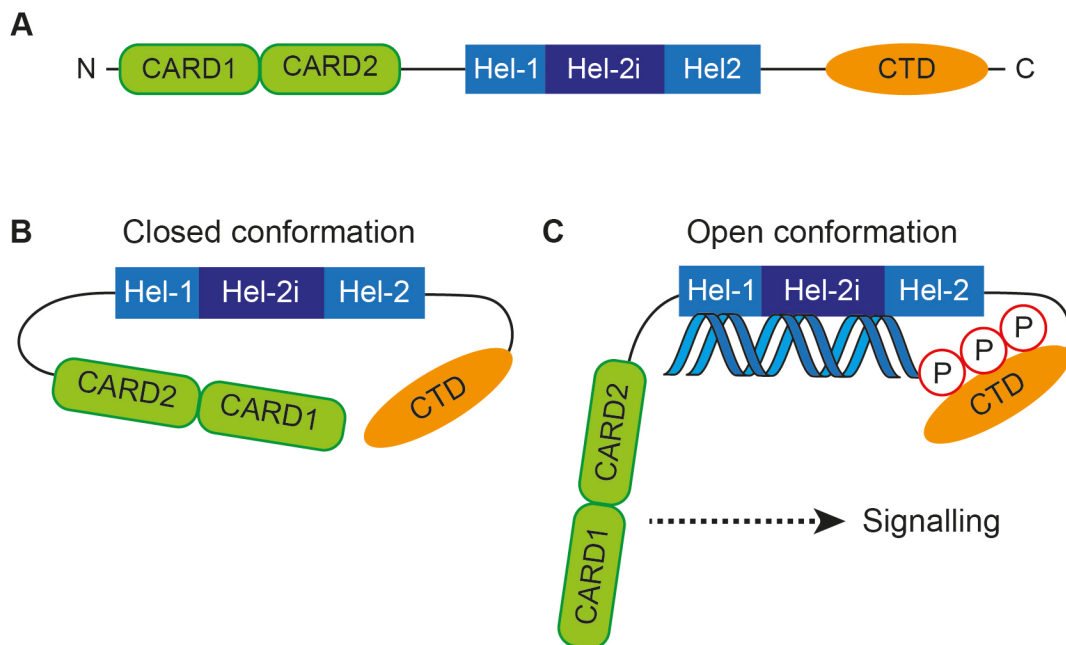 A
N CARD1 CARD2 Hel-1 Hel-2i Hel2 CTD C
B Closed conformation
Hel-1 Hel-2i Hel-2
CARD2 CARD1 CTD
C Open conformation
Hel-1 Hel-2i Hel-2
P P P
CTD
CARD2
CARD1
Signalling